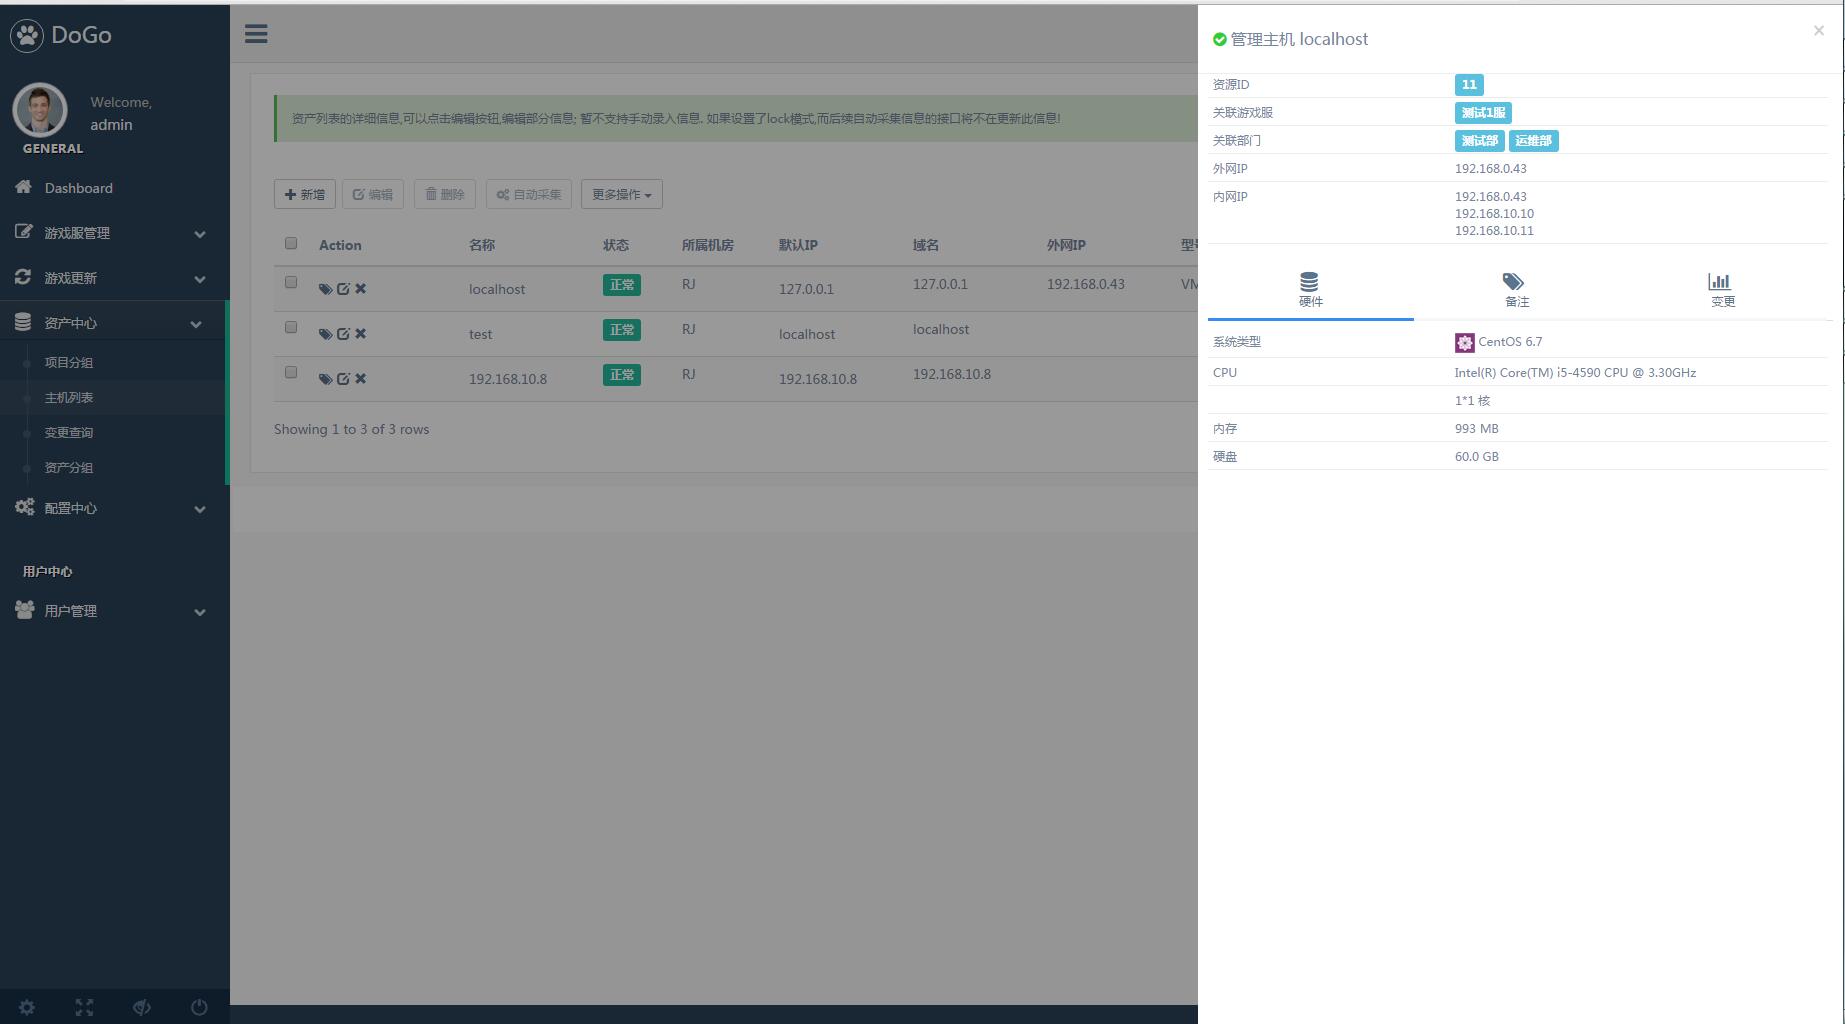 DoGo
Welcome,
admin
GENERAL
Dashboard
游戏服管理
游戏更新
资产中心
项目分组
主机列表
变更查询
资产分组
配置中心
用户中心
用户管理
资产列表的详细信息,可以点击编辑按钮,编辑部分信息; 暂不支持手动录入信息. 如果设置了lock模式,而后续自动采集信息的接口将不在更新此信息!
新增 编辑 删除 自动采集 更多操作
Action 名称 状态 所属机房 默认IP 域名 外网IP
localhost 正常 RJ 127.0.0.1 127.0.0.1 192.168.0.43 VM
test 正常 RJ localhost localhost
192.168.10.8 正常 RJ 192.168.10.8 192.168.10.8
Showing 1 to 3 of 3 rows
管理主机 localhost
×
资源ID 11
关联游戏服 测试1服
关联部门 测试部 运维部
外网IP 192.168.0.43
内网IP 192.168.0.43
192.168.10.10
192.168.10.11
硬件 备注 变更
系统类型 CentOS 6.7
CPU Intel(R) Core(TM) i5-4590 CPU @ 3.30GHz
1*1 核
内存 993 MB
硬盘 60.0 GB